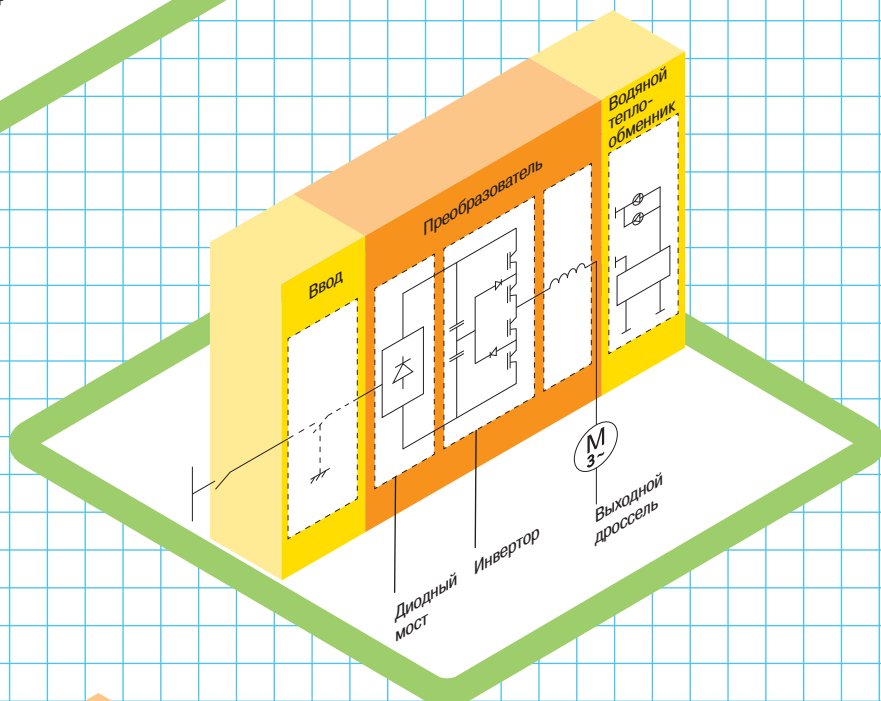 Водяной
тепло-
обменник
Преобразователь
Ввод
M
3~
Выходной
дроссель
Инвертор
Диодный
мост